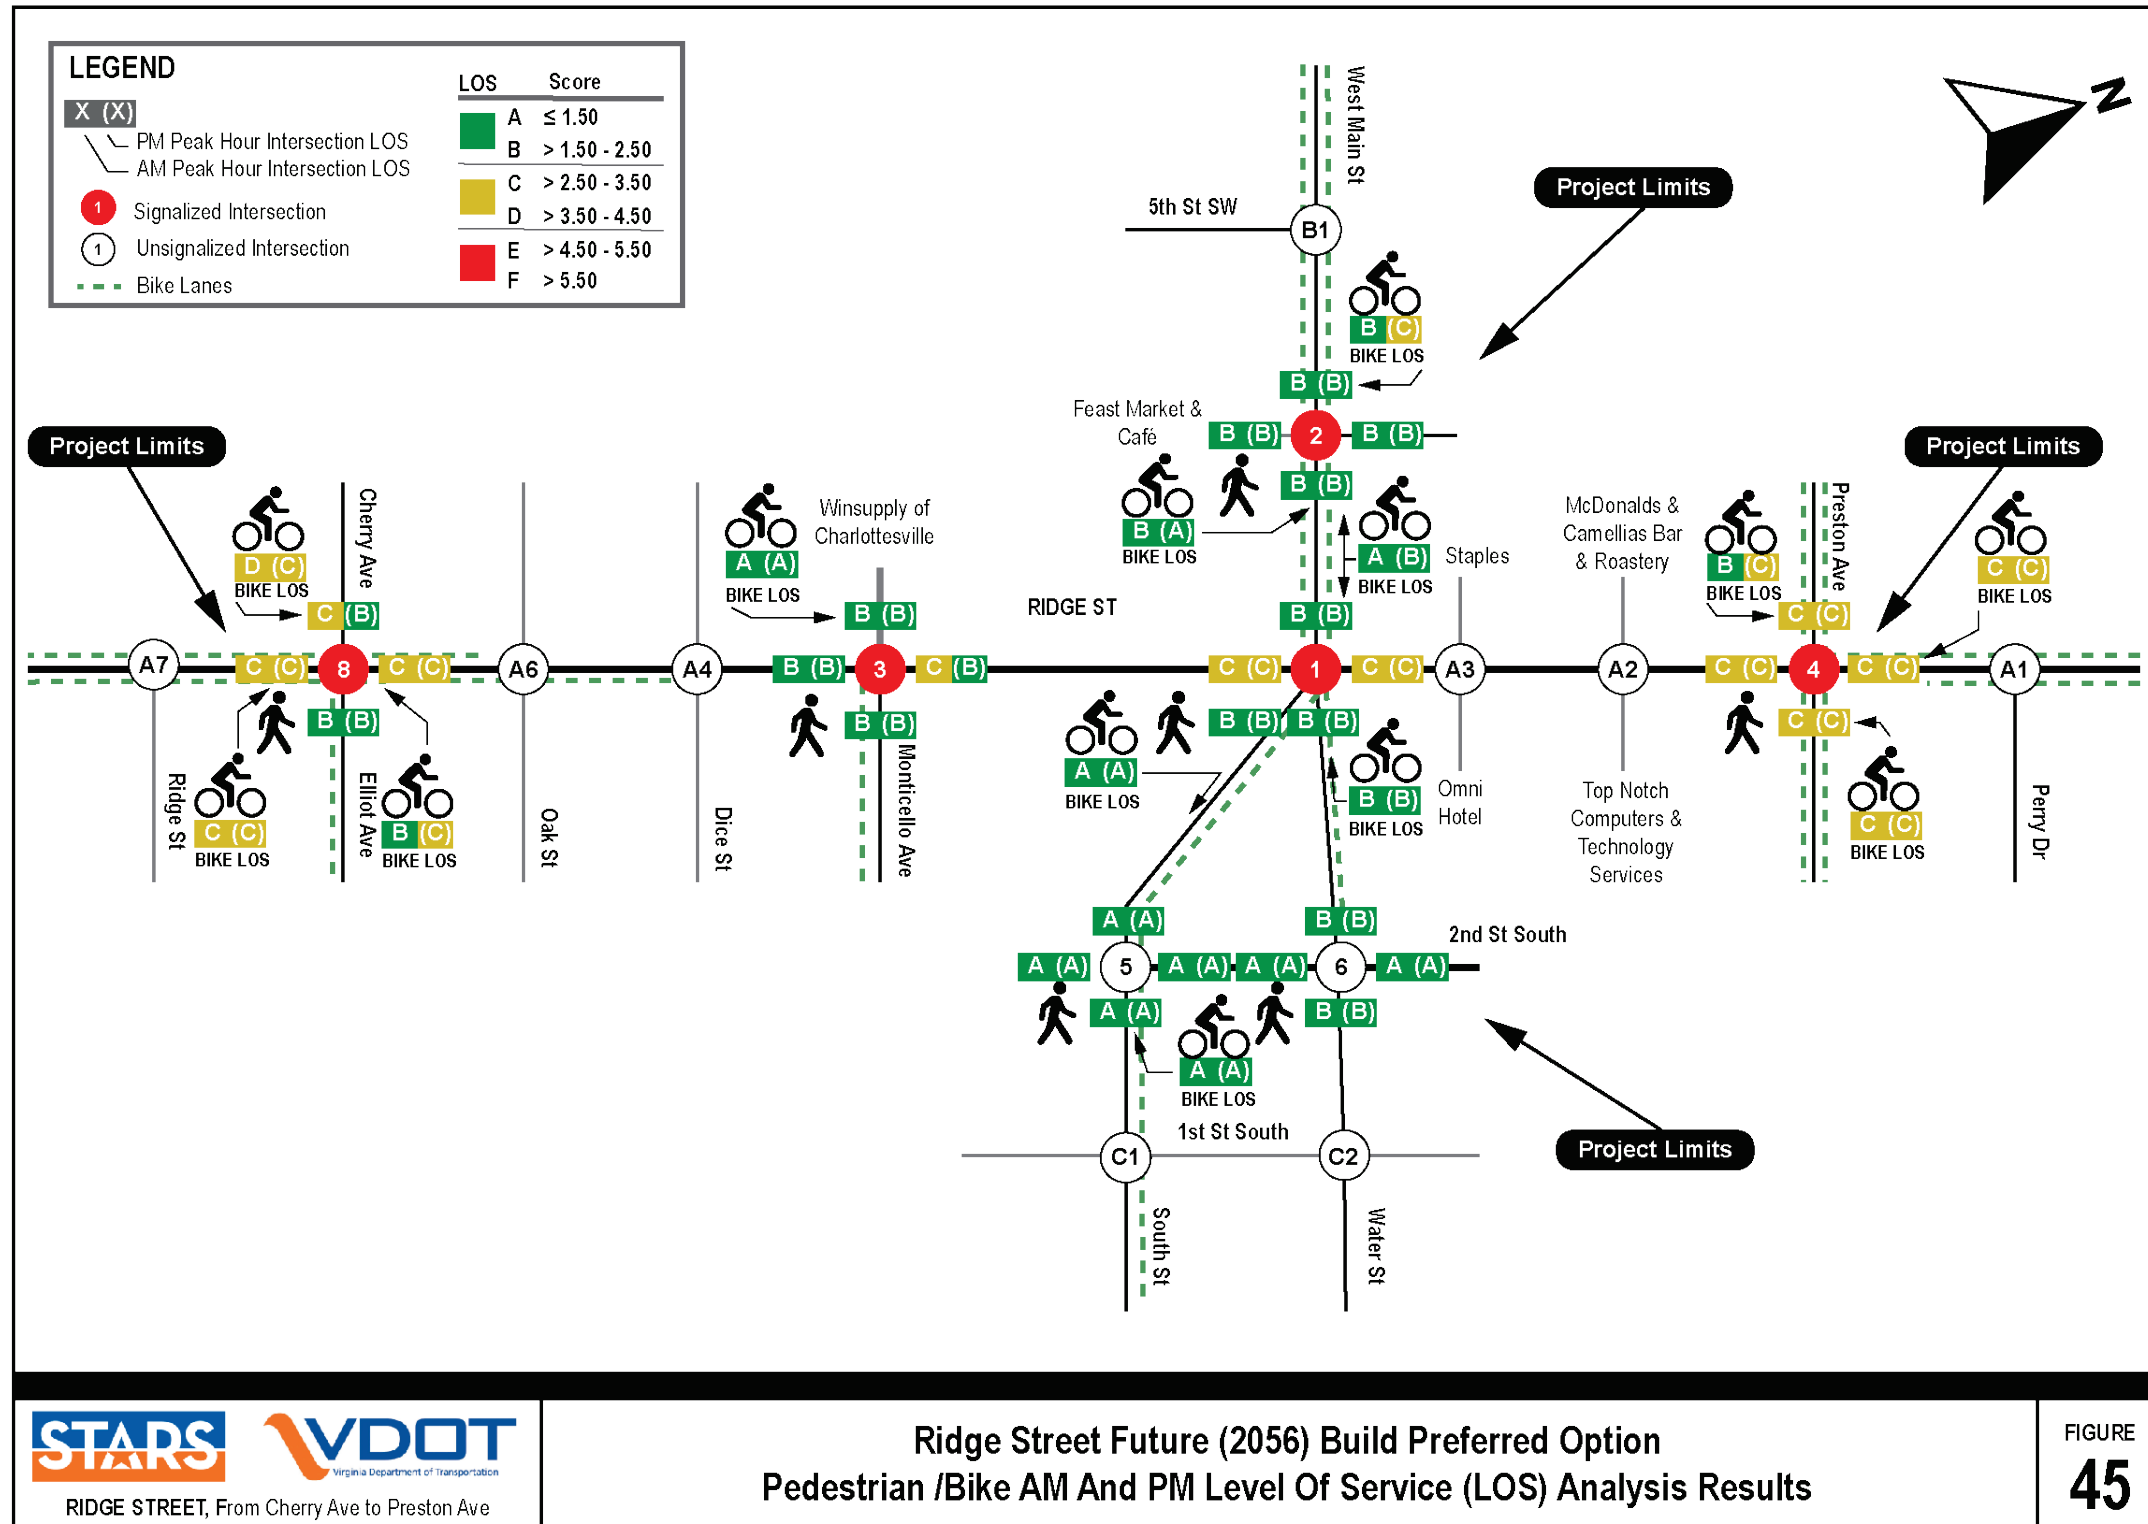 LEGEND
X (X)
PM Peak Hour Intersection LOS
AM Peak Hour Intersection LOS
1 Signalized Intersection
1 Unsignalized Intersection
Bike Lanes
LOS Score
A ≤ 1.50
B > 1.50 - 2.50
C > 2.50 - 3.50
D > 3.50 - 4.50
E > 4.50 - 5.50
F > 5.50
N
West Main St
Project Limits
5th St SW
B1
B (C)
BIKE LOS
B (B)
Feast Market &
Café
B (B)
2
B (B)
B (B)
B (A)
BIKE LOS
A (B)
BIKE LOS
Staples
B (B)
Project Limits
Cherry Ave
D (C)
BIKE LOS
C (B)
A7
C (C)
8
C (C)
B (B)
Ridge St
C (C)
BIKE LOS
Elliot Ave
B (C)
BIKE LOS
A6
Oak St
A4
Dice St
A (A)
BIKE LOS
Winsupply of
Charlottesville
B (B)
B (B)
3
C (B)
B (B)
Monticello Ave
RIDGE ST
C (C)
1
C (C)
A3
B (B)
B (B)
A (A)
BIKE LOS
B (B)
BIKE LOS
Omni
Hotel
McDonalds &
Camellias Bar
& Roastery
A2
Top Notch
Computers &
Technology
Services
Project Limits
Preston Ave
B (C)
BIKE LOS
C (C)
BIKE LOS
C (C)
C (C)
4
C (C)
A1
C (C)
C (C)
BIKE LOS
Perry Dr
A (A)
B (B)
2nd St South
A (A)
5
A (A)
A (A)
6
A (A)
A (A)
B (B)
A (A)
BIKE LOS
1st St South
C1
C2
South St
Water St
Project Limits
STARS
VDOT
Virginia Department of Transportation
RIDGE STREET, From Cherry Ave to Preston Ave
Ridge Street Future (2056) Build Preferred Option
Pedestrian /Bike AM And PM Level Of Service (LOS) Analysis Results
FIGURE
45